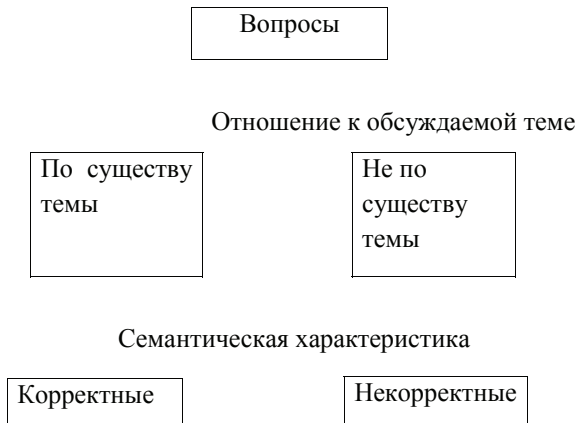 Вопросы
Отношение к обсуждаемой теме
По существу
темы
Не по
существу
темы
Семантическая характеристика
Корректные
Некорректные